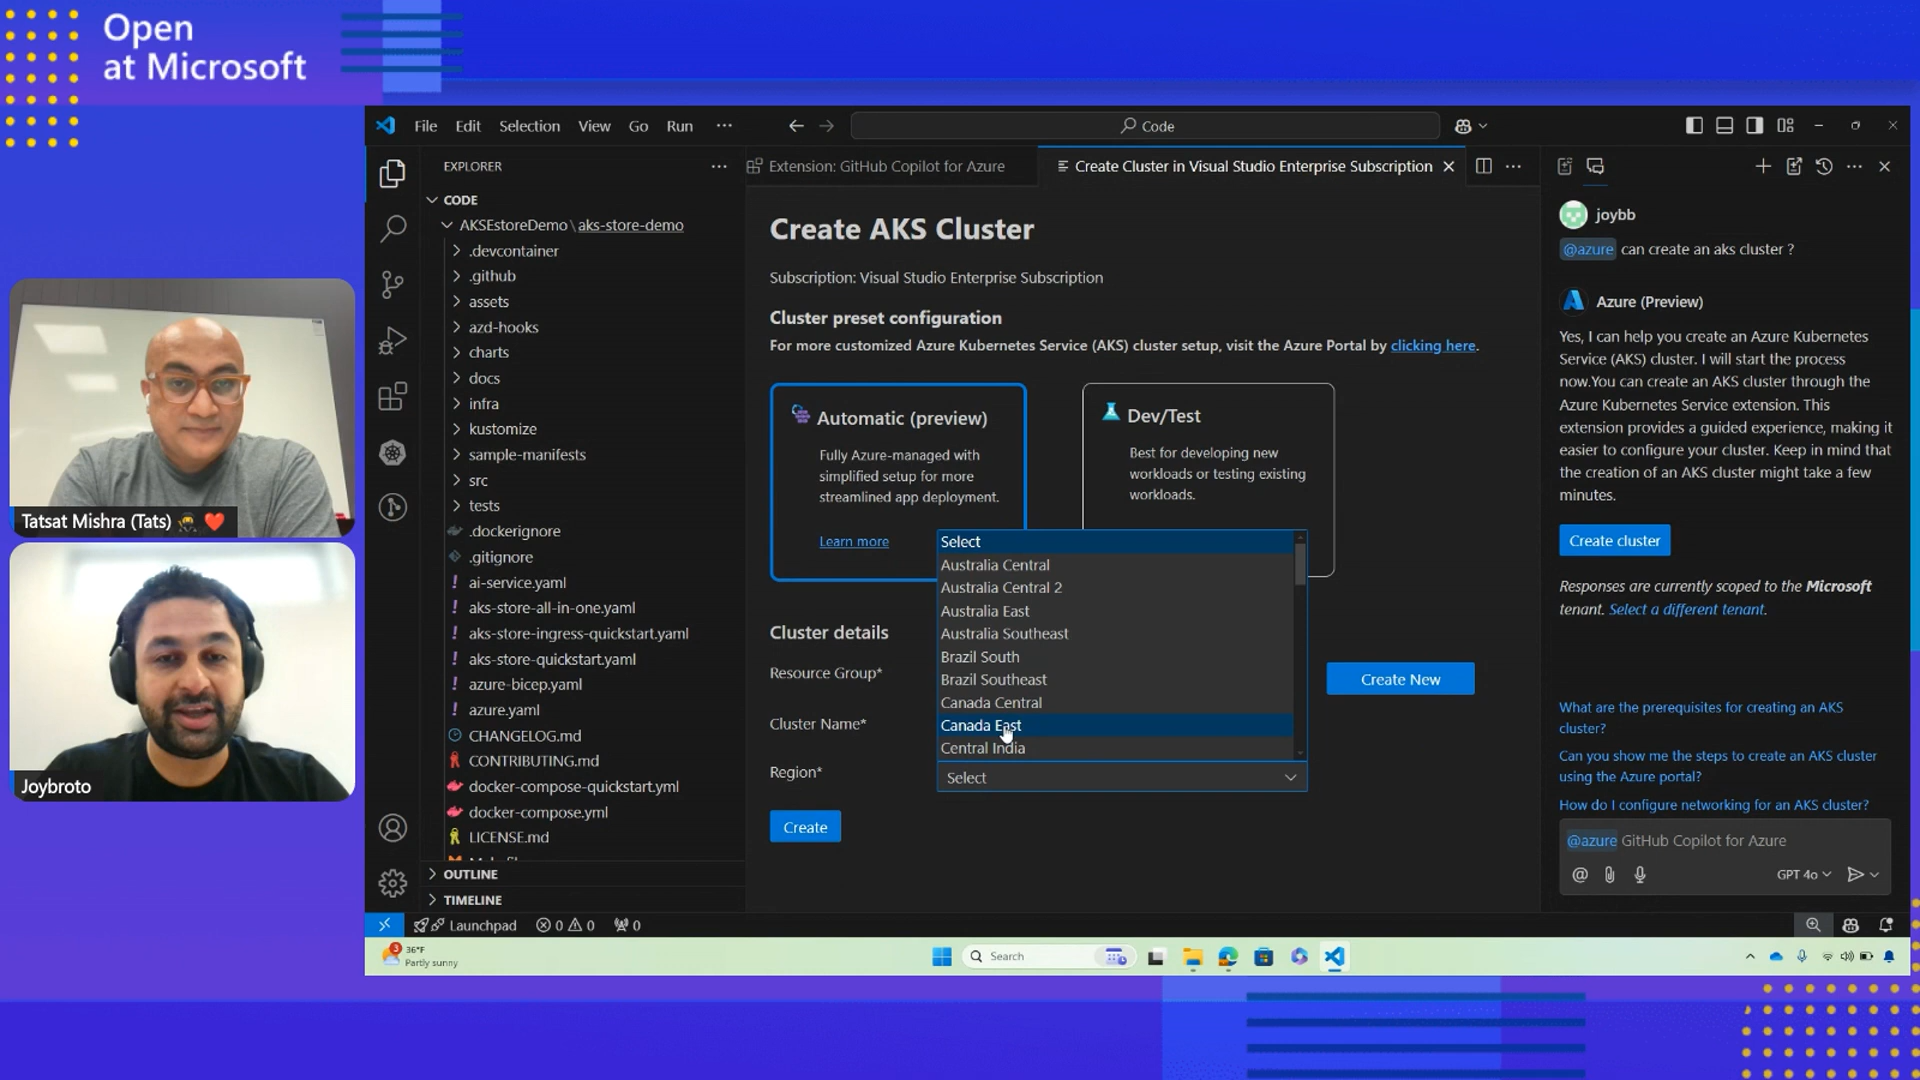 Open
at Microsoft
File Edit Selection View Go Run ...
Code
EXPLORER
CODE
AKSEstoreDemo \ aks-store-demo
.devcontainer
.github
assets
azd-hooks
charts
docs
infra
kustomize
sample-manifests
src
tests
.dockerignore
.gitignore
ai-service.yaml
aks-store-all-in-one.yaml
aks-store-ingress-quickstart.yaml
aks-store-quickstart.yaml
azure-bicep.yaml
azure.yaml
CHANGELOG.md
CONTRIBUTING.md
docker-compose-quickstart.yml
docker-compose.yml
LICENSE.md
OUTLINE
TIMELINE
Extension: GitHub Copilot for Azure
Create Cluster in Visual Studio Enterprise Subscription
Create AKS Cluster
Subscription: Visual Studio Enterprise Subscription
Cluster preset configuration
For more customized Azure Kubernetes Service (AKS) cluster setup, visit the Azure Portal by clicking here.
Automatic (preview)
Fully Azure-managed with
simplified setup for more
streamlined app deployment.
Learn more
Dev/Test
Best for developing new
workloads or testing existing
workloads.
Cluster details
Resource Group*
Create New
Cluster Name*
Region*
Select
Australia Central
Australia Central 2
Australia East
Australia Southeast
Brazil South
Brazil Southeast
Canada Central
Canada East
Central India
Select
Create
joybb
@azure can create an aks cluster ?
Azure (Preview)
Yes, I can help you create an Azure Kubernetes
Service (AKS) cluster. I will start the process
now.You can create an AKS cluster through the
Azure Kubernetes Service extension. This
extension provides a guided experience, making it
easier to configure your cluster. Keep in mind that
the creation of an AKS cluster might take a few
minutes.
Create cluster
Responses are currently scoped to the Microsoft
tenant. Select a different tenant.
What are the prerequisites for creating an AKS
cluster?
Can you show me the steps to create an AKS cluster
using the Azure portal?
How do I configure networking for an AKS cluster?
@azure GitHub Copilot for Azure
GPT 4o
Launchpad 0 0 0
3
36°F
Partly sunny
Search
Tatsat Mishra (Tats)
Joybroto